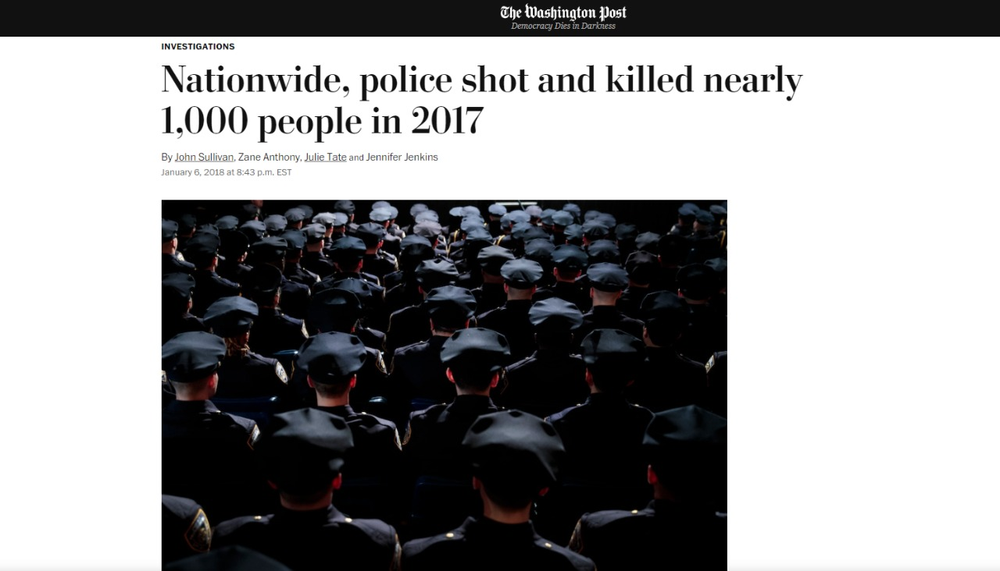 The Washington Post
Democracy Dies in Darkness
INVESTIGATIONS
Nationwide, police shot and killed nearly
1,000 people in 2017
By John Sullivan, Zane Anthony, Julie Tate and Jennifer Jenkins
January 6, 2018 at 8:43 p.m. EST